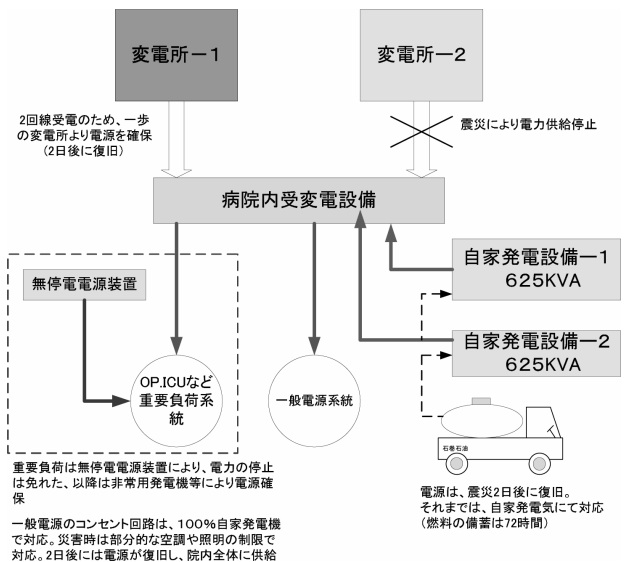 変電所ー1
変電所ー2
2回線受電のため、一歩
の変電所より電源を確保
(2日後に復旧)
震災により電力供給停止
病院内受変電設備
自家発電設備ー1
625KVA
無停電電源装置
自家発電設備ー2
625KVA
OP.ICUなど
重要負荷系
統
一般電源系統
石巻石油
重要負荷は無停電電源装置により、電力の停止
は免れた、以降は非常用発電機等により電源確
保
電源は、震災2日後に復旧。
それまでは、自家発電気にて対応
(燃料の備蓄は72時間)
一般電源のコンセント回路は、100%自家発電機
で対応。災害時は部分的な空調や照明の制限で
対応。2日後には電源が復旧し、院内全体に供給